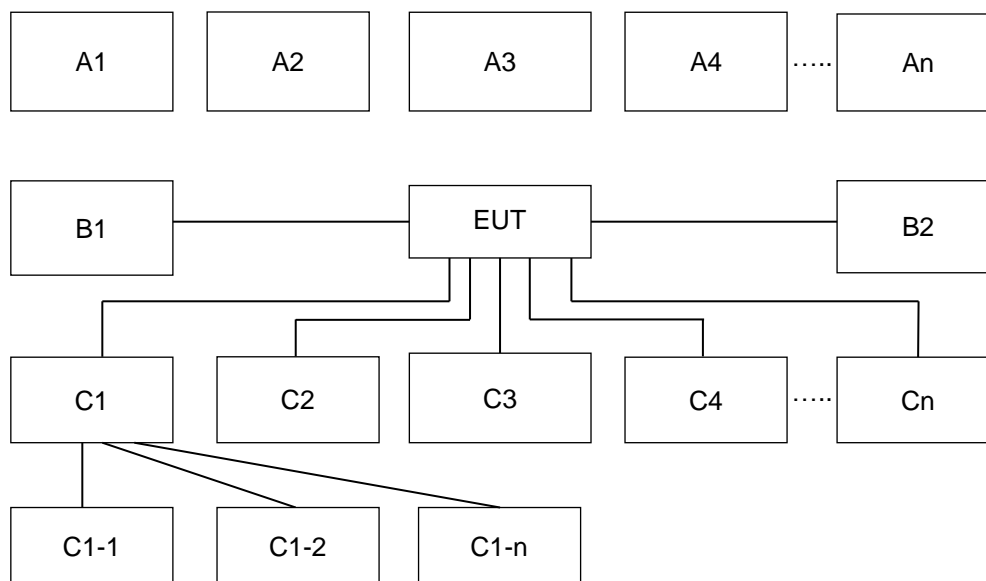 A1 A2 A3 A4 ..... An
B1 EUT B2
C1 C2 C3 C4 ..... Cn
C1-1 C1-2 C1-n